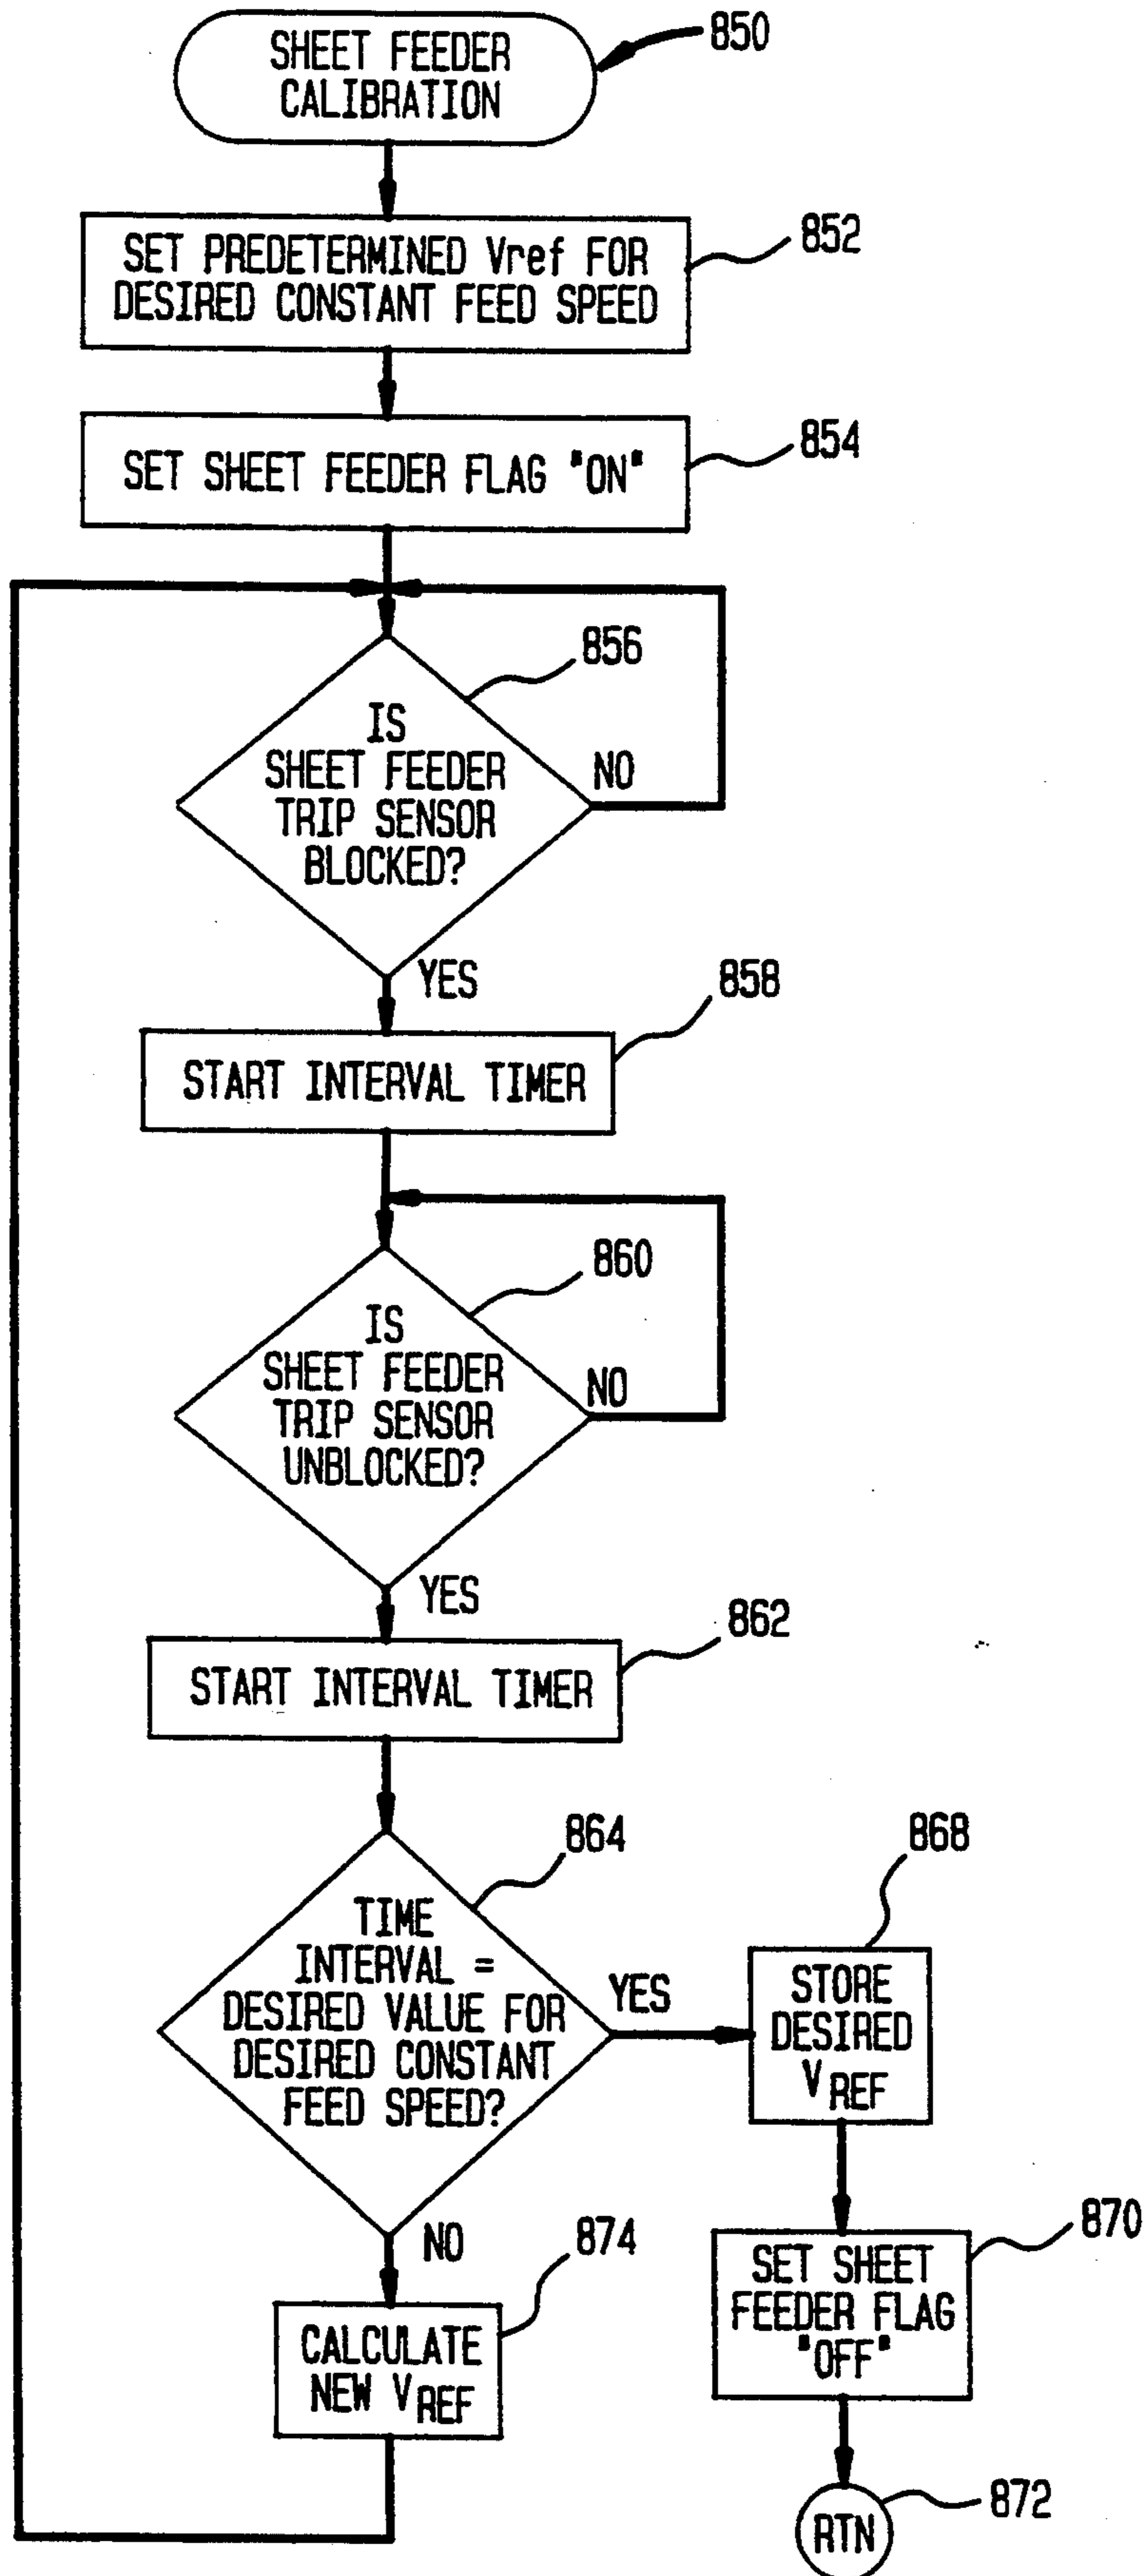 SHEET FEEDER
CALIBRATION
850
SET PREDETERMINED Vref FOR
DESIRED CONSTANT FEED SPEED
852
SET SHEET FEEDER FLAG "ON"
854
856
IS
SHEET FEEDER
TRIP SENSOR
BLOCKED?
NO
YES
858
START INTERVAL TIMER
860
IS
SHEET FEEDER
TRIP SENSOR
UNBLOCKED?
NO
YES
862
START INTERVAL TIMER
864
TIME
INTERVAL =
DESIRED VALUE FOR
DESIRED CONSTANT
FEED SPEED?
YES
868
STORE
DESIRED
VREF
NO
874
CALCULATE
NEW VREF
870
SET SHEET
FEEDER FLAG
"OFF"
872
RTN